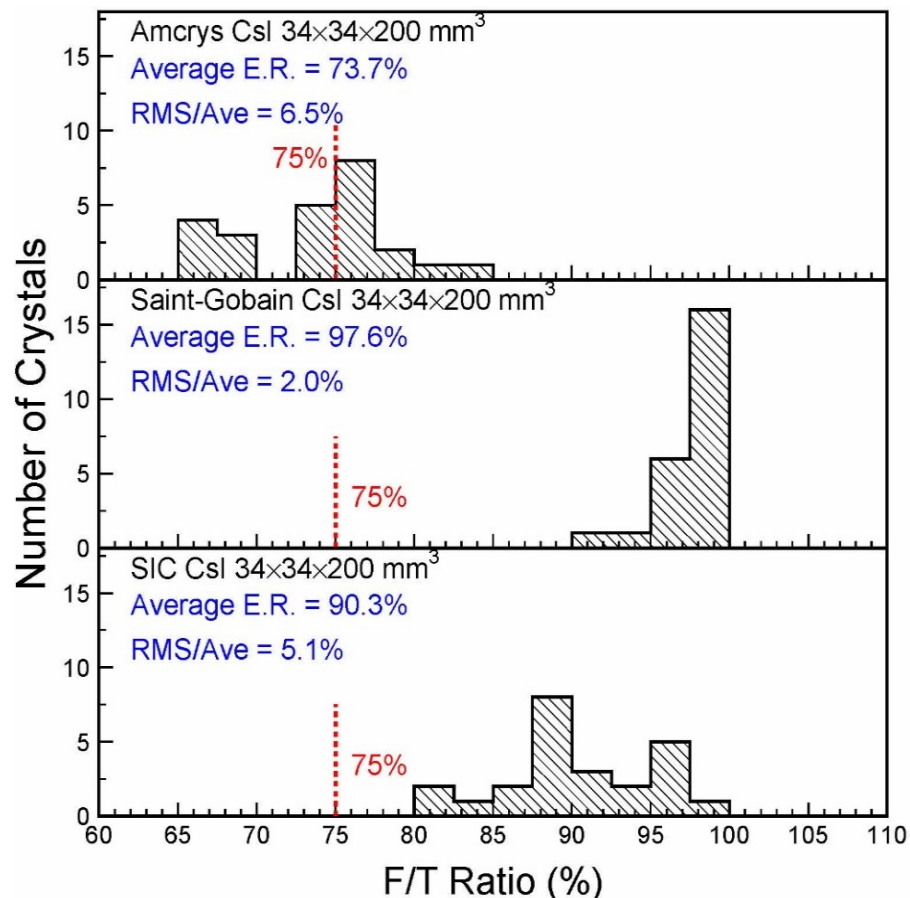 Amcrys CsI 34×34×200 mm³
Average E.R. = 73.7%
RMS/Ave = 6.5%
75%
15
10
5
0
Saint-Gobain CsI 34×34×200 mm³
Average E.R. = 97.6%
RMS/Ave = 2.0%
75%
15
10
5
0
SIC CsI 34×34×200 mm³
Average E.R. = 90.3%
RMS/Ave = 5.1%
75%
15
10
5
0
Number of Crystals
60 65 70 75 80 85 90 95 100 105 110
F/T Ratio (%)